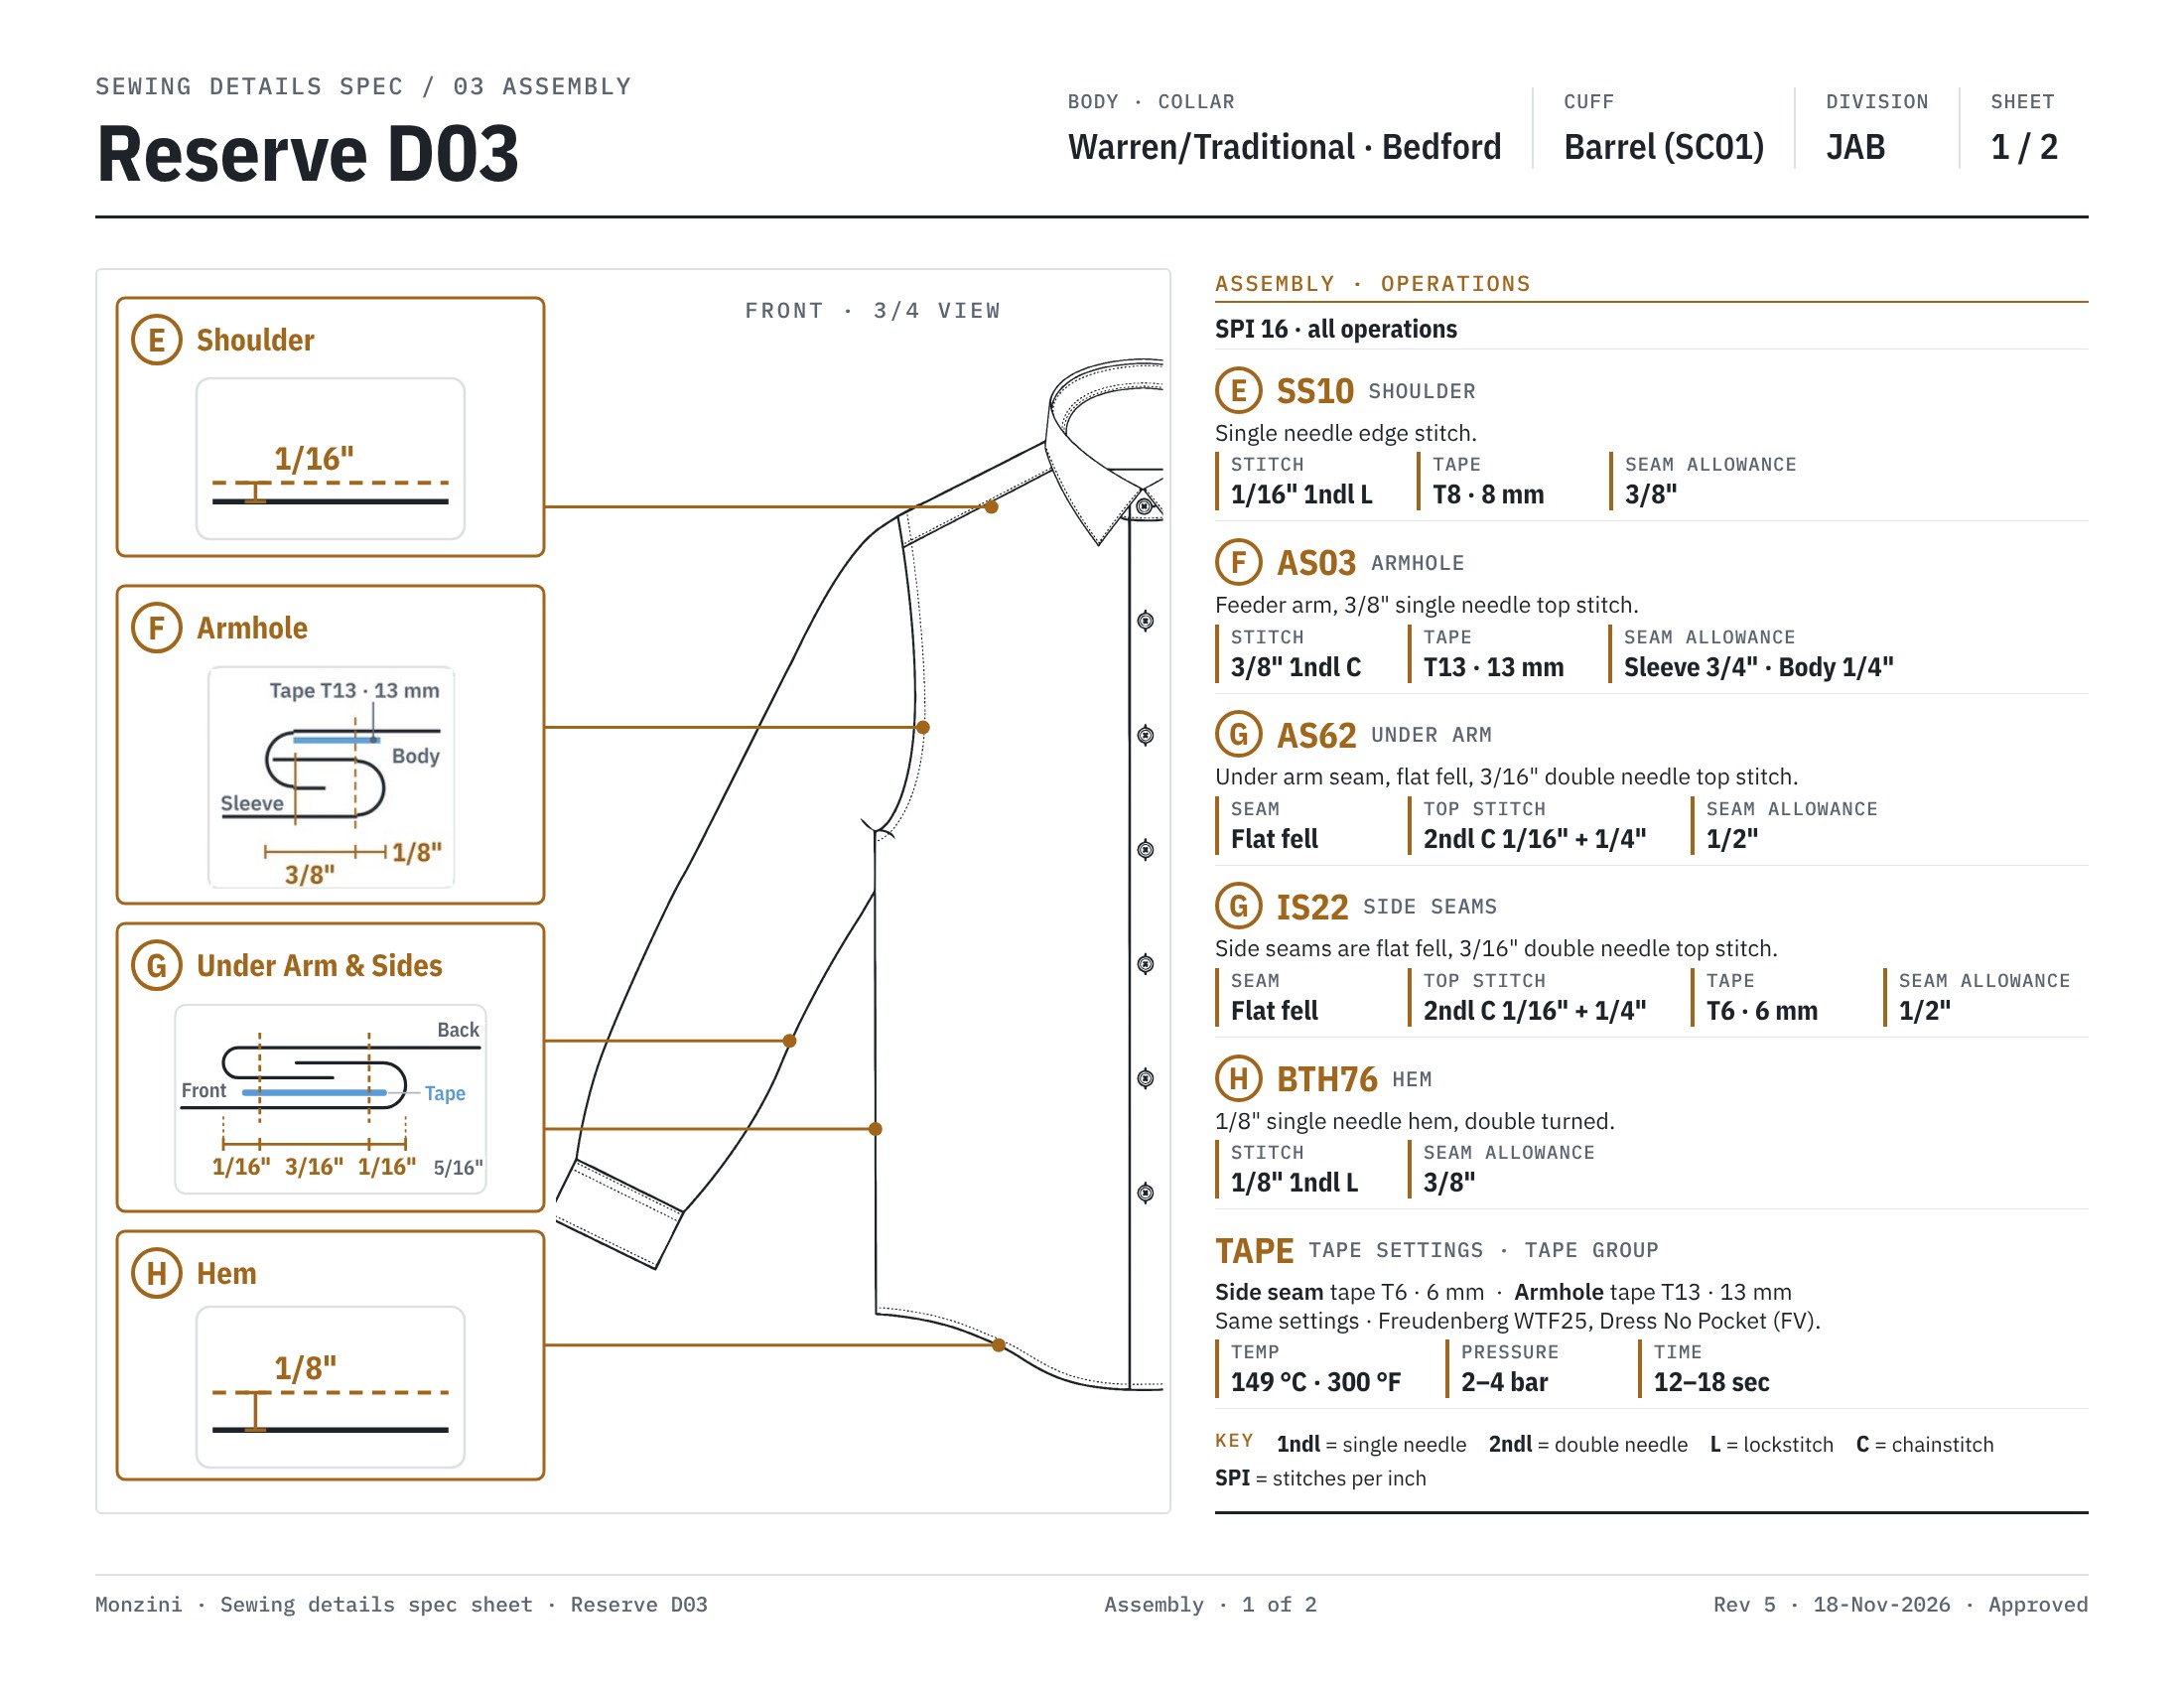 SEWING DETAILS SPEC / 03 ASSEMBLY
Reserve D03
BODY · COLLAR
Warren/Traditional · Bedford
CUFF
Barrel (SC01)
DIVISION
JAB
SHEET
1 / 2
FRONT · 3/4 VIEW
E Shoulder
1/16"
F Armhole
Tape T13 · 13 mm
Body
Sleeve
1/8"
3/8"
G Under Arm & Sides
Back
Front
Tape
1/16" 3/16" 1/16" 5/16"
H Hem
1/8"
ASSEMBLY · OPERATIONS
SPI 16 · all operations
E SS10 SHOULDER
Single needle edge stitch.
STITCH TAPE SEAM ALLOWANCE
1/16" 1ndl L T8 · 8 mm 3/8"
F AS03 ARMHOLE
Feeder arm, 3/8" single needle top stitch.
STITCH TAPE SEAM ALLOWANCE
3/8" 1ndl C T13 · 13 mm Sleeve 3/4" · Body 1/4"
G AS62 UNDER ARM
Under arm seam, flat fell, 3/16" double needle top stitch.
SEAM TOP STITCH SEAM ALLOWANCE
Flat fell 2ndl C 1/16" + 1/4" 1/2"
G IS22 SIDE SEAMS
Side seams are flat fell, 3/16" double needle top stitch.
SEAM TOP STITCH TAPE SEAM ALLOWANCE
Flat fell 2ndl C 1/16" + 1/4" T6 · 6 mm 1/2"
H BTH76 HEM
1/8" single needle hem, double turned.
STITCH SEAM ALLOWANCE
1/8" 1ndl L 3/8"
TAPE TAPE SETTINGS · TAPE GROUP
Side seam tape T6 · 6 mm · Armhole tape T13 · 13 mm
Same settings · Freudenberg WTF25, Dress No Pocket (FV).
TEMP PRESSURE TIME
149 °C · 300 °F 2–4 bar 12–18 sec
KEY 1ndl = single needle 2ndl = double needle L = lockstitch C = chainstitch
SPI = stitches per inch
Monzini · Sewing details spec sheet · Reserve D03
Assembly · 1 of 2
Rev 5 · 18-Nov-2026 · Approved